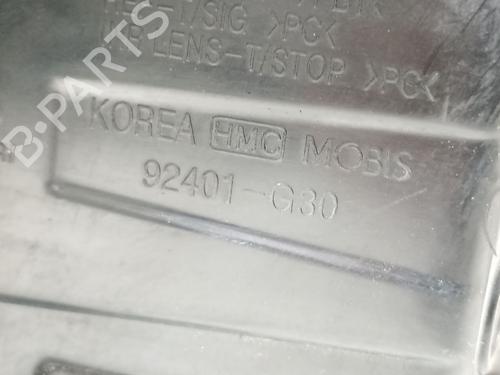 T/SIG >PC<
LENS-T/STOP >PC<
KOREA HMC MOBIS
92401-G30
B-PARTS